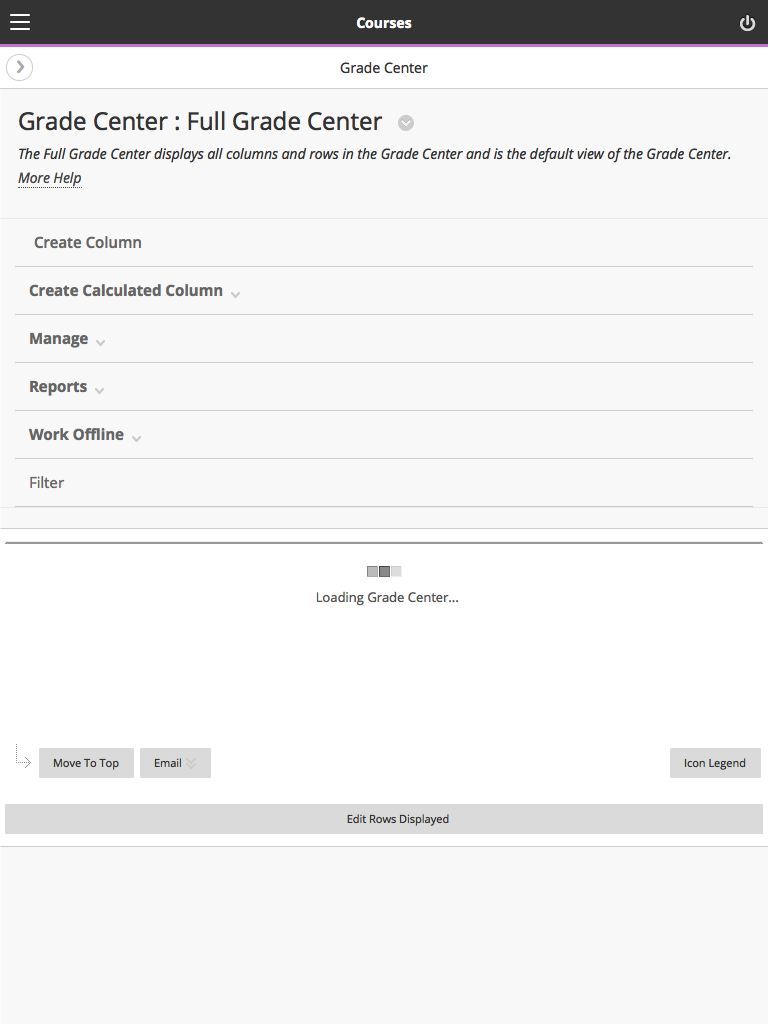 Courses
Grade Center
Grade Center : Full Grade Center
The Full Grade Center displays all columns and rows in the Grade Center and is the default view of the Grade Center.
More Help
Create Column
Create Calculated Column
Manage
Reports
Work Offline
Filter
Loading Grade Center...
Move To Top Email Icon Legend
Edit Rows Displayed